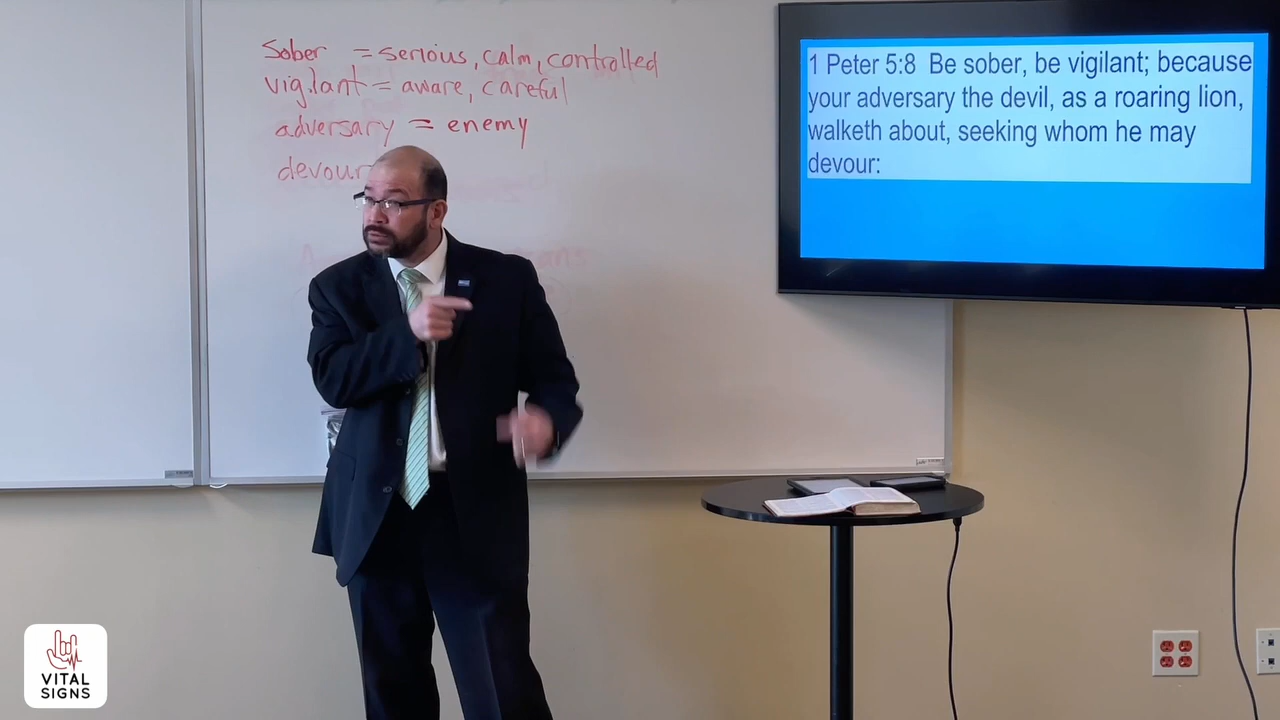 Sober = serious, calm, controlled
vigilant = aware, careful
adversary = enemy
devour
1 Peter 5:8 Be sober, be vigilant; because
your adversary the devil, as a roaring lion,
walketh about, seeking whom he may
devour:
VITAL
SIGNS